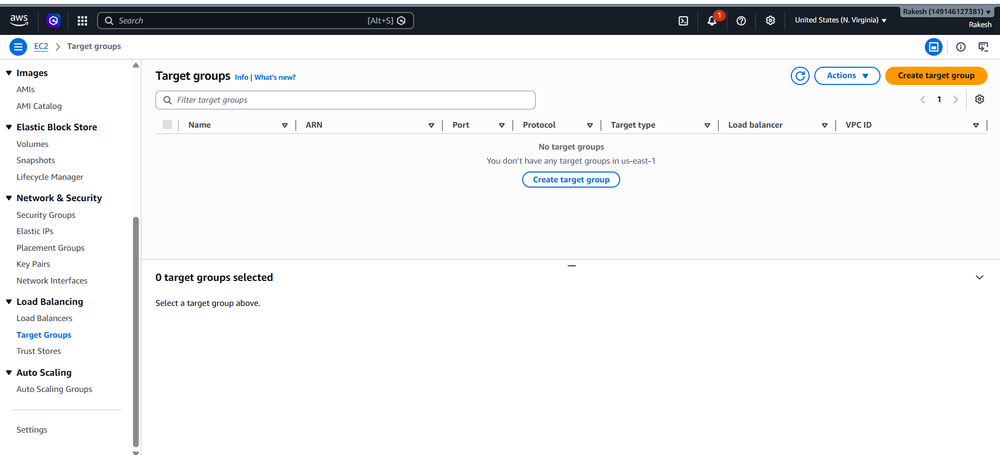 aws
Search
[Alt+S]
1
United States (N. Virginia)
Rakesh (149146127381)
Rakesh
EC2
Target groups
Images
AMIs
AMI Catalog
Elastic Block Store
Volumes
Snapshots
Lifecycle Manager
Network & Security
Security Groups
Elastic IPs
Placement Groups
Key Pairs
Network Interfaces
Load Balancing
Load Balancers
Target Groups
Trust Stores
Auto Scaling
Auto Scaling Groups
Settings
Target groups Info | What's new?
Actions
Create target group
Filter target groups
1
Name ARN Port Protocol Target type Load balancer VPC ID
No target groups
You don’t have any target groups in us-east-1
Create target group
0 target groups selected
Select a target group above.